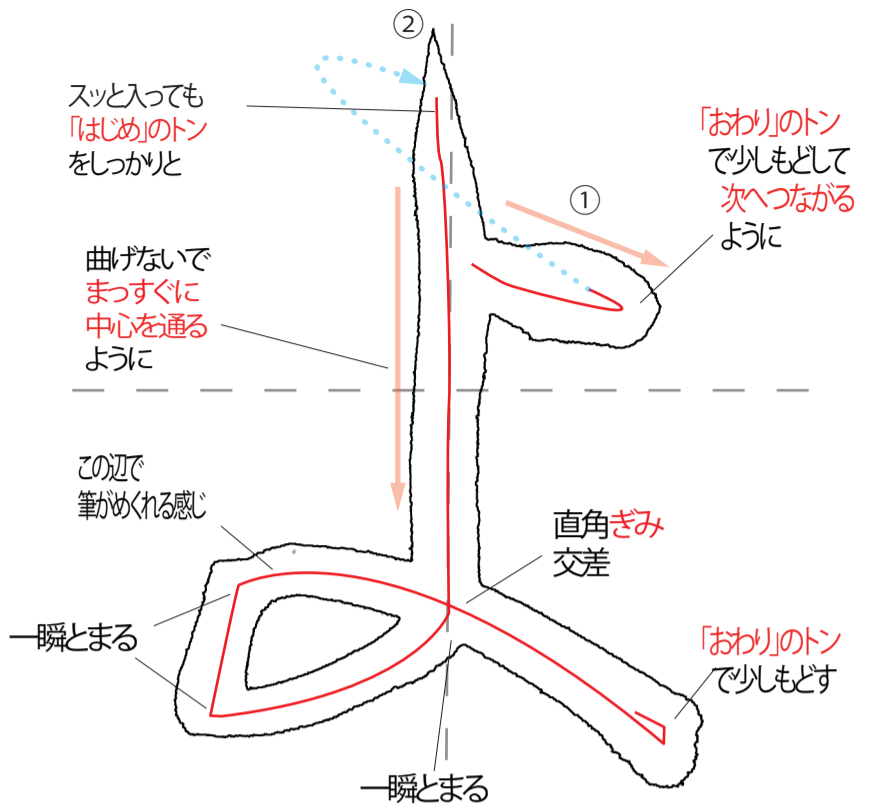 ②
スッと入っても
「はじめ」のトン
をしっかりと
①
「おわり」のトン
で少しもどして
次へつながる
ように
曲げないで
まっすぐに
中心を通る
ように
この辺で
筆がめくれる感じ
直角ぎみ
交差
一瞬とまる
「おわり」のトン
で少しもどす
一瞬とまる